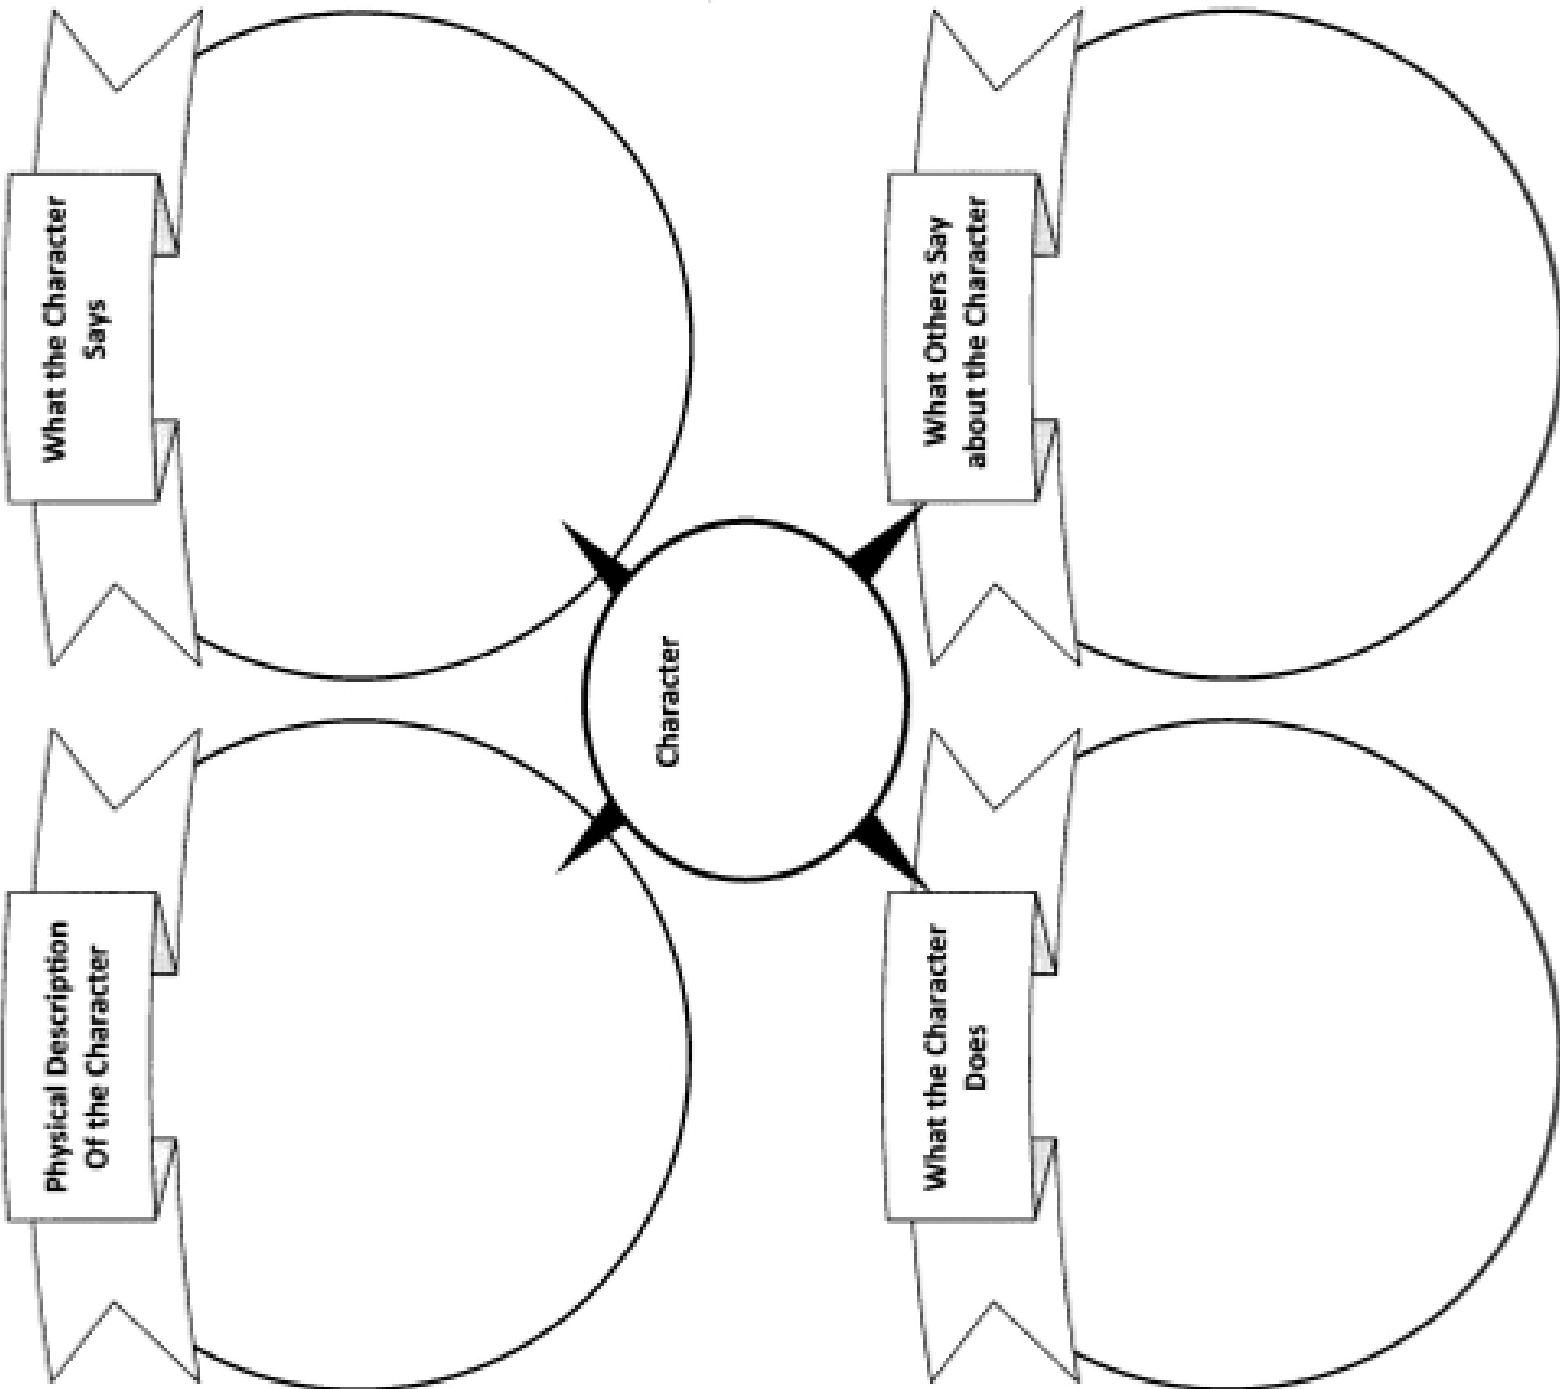 Physical Description
Of the Character
What the Character
Says
Character
What the Character
Does
What Others Say
about the Character